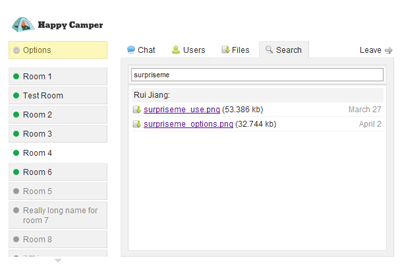 Happy Camper
Options
Chat
Users
Files
Search
Leave
Room 1
Test Room
Room 2
Room 3
Room 4
Room 6
Room 5
Really long name for
room 7
Room 8
surpriseme
Rui Jiang:
surpriseme_use.png (53.386 kb) March 27
surpriseme_options.png (32.744 kb) April 2